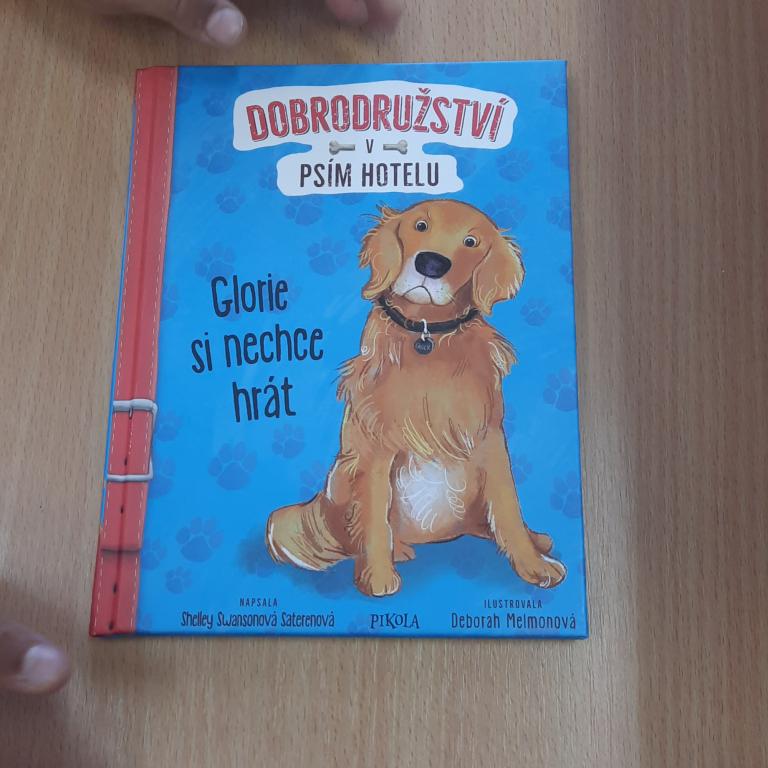 DOBRODRUŽSTVÍ
V
PSÍM HOTELU
Glorie
si nechce
hrát
NAPSALA
Shelley Swansonová Saterenová
PIKOLA
ILUSTROVALA
Deborah Melmonová